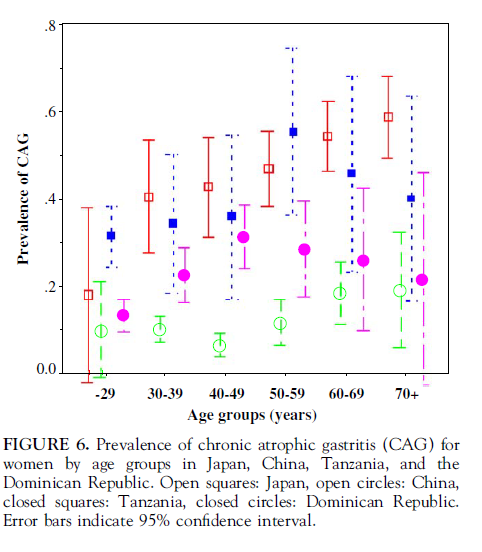 .8
.6
.4
.2
0.0
Prevalence of CAG
-29 30-39 40-49 50-59 60-69 70+
Age groups (years)
FIGURE 6. Prevalence of chronic atrophic gastritis (CAG) for
women by age groups in Japan, China, Tanzania, and the
Dominican Republic. Open squares: Japan, open circles: China,
closed squares: Tanzania, closed circles: Dominican Republic.
Error bars indicate 95% confidence interval.